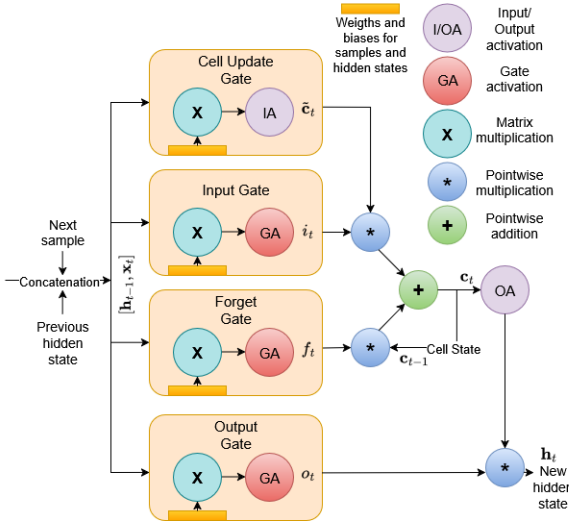 Weigths and
biases for
samples and
hidden states
I/OA
Input/
Output
activation
GA
Gate
activation
X
Matrix
multiplication
*
Pointwise
multiplication
+
Pointwise
addition
Cell Update
Gate
X
IA
c̃ₜ
Input Gate
X
GA
iₜ
*
Next
sample
Concatenation
Previous
hidden
state
[hₜ₋₁, xₜ]
Forget
Gate
X
GA
fₜ
*
+
cₜ
OA
Cell State
cₜ₋₁
Output
Gate
X
GA
oₜ
*
hₜ
New
hidden
state